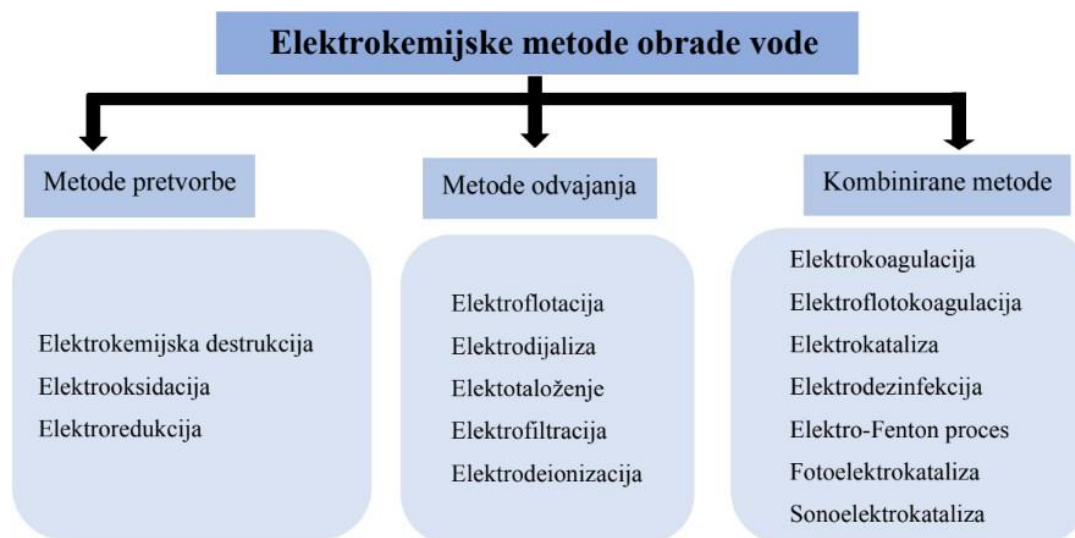 Elektrokemijske metode obrade vode
Metode pretvorbe
Elektrokemijska destrukcija
Elektrooksidacija
Elektroredukcija
Metode odvajanja
Elektroflotacija
Elektrodijaliza
Elektotaloženje
Elektrofiltracija
Elektrodeionizacija
Kombinirane metode
Elektrokoagulacija
Elektroflotokoagulacija
Elektrokataliza
Elektrodezinfekcija
Elektro-Fenton proces
Fotoelektrokataliza
Sonoelektrokataliza